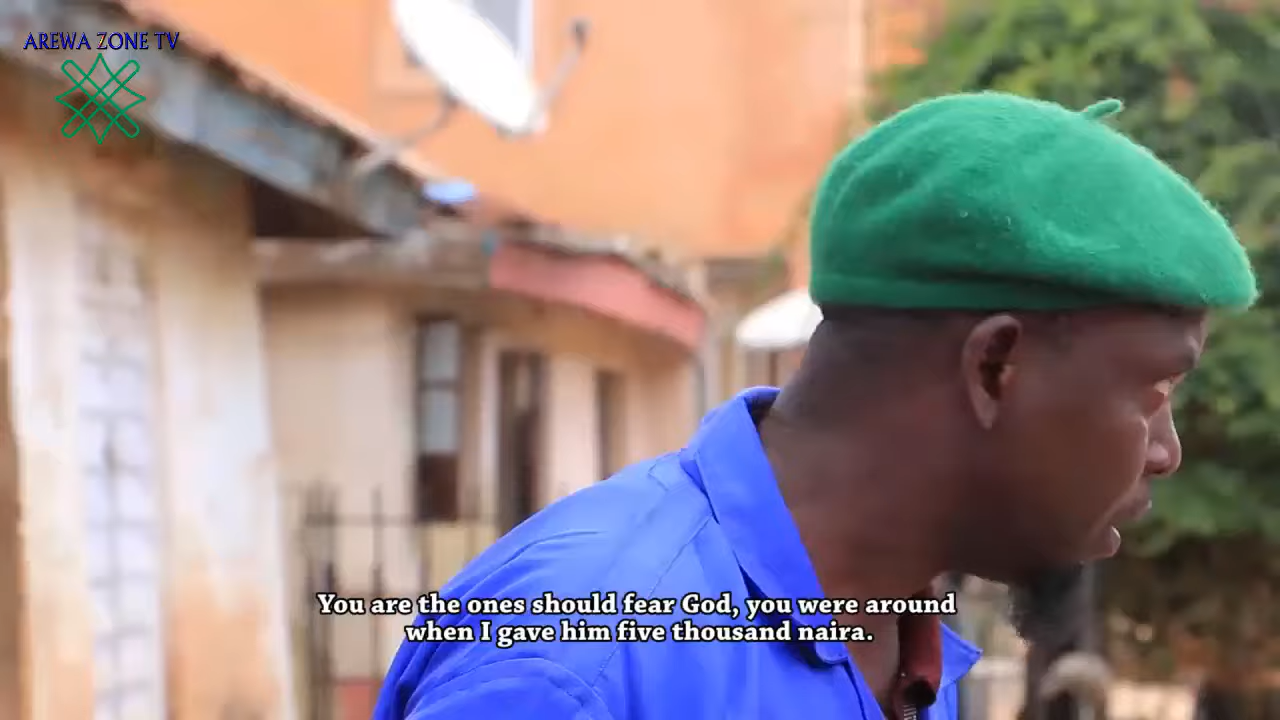 AREWA ZONE TV
You are the ones should fear God, you were around
when I gave him five thousand naira.